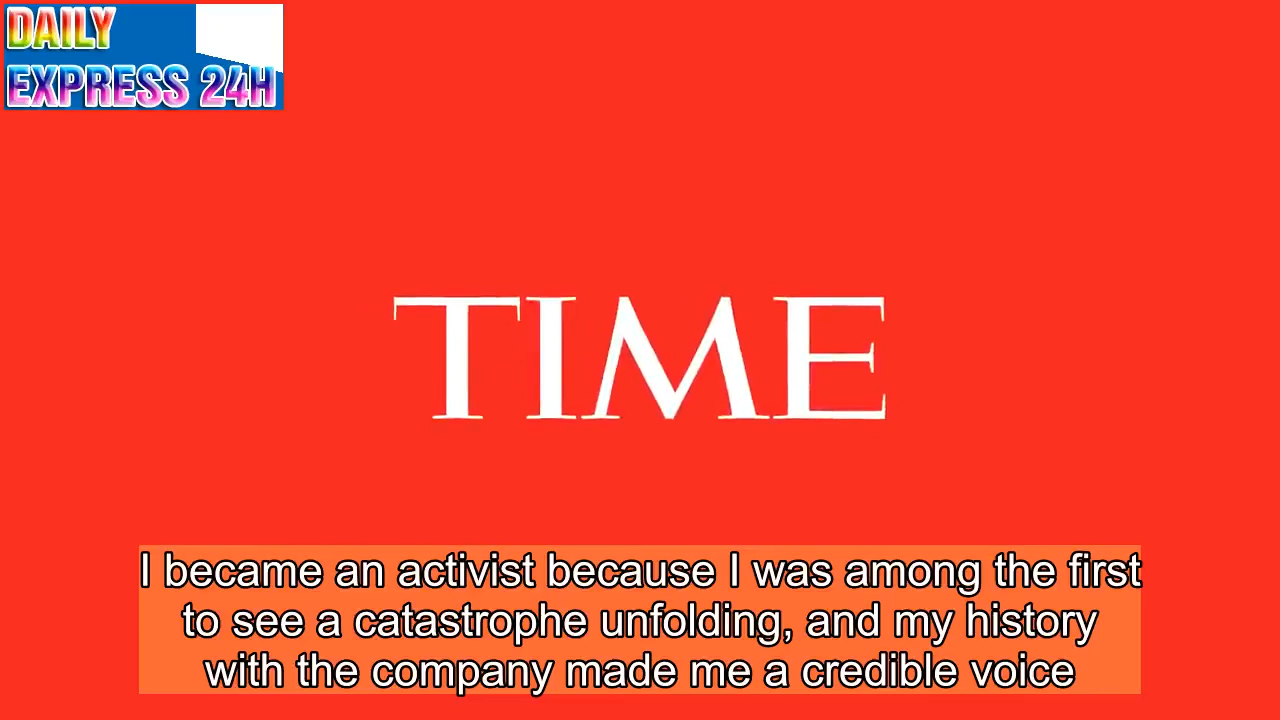 DAILY
EXPRESS 24H
TIME
I became an activist because I was among the first
to see a catastrophe unfolding, and my history
with the company made me a credible voice